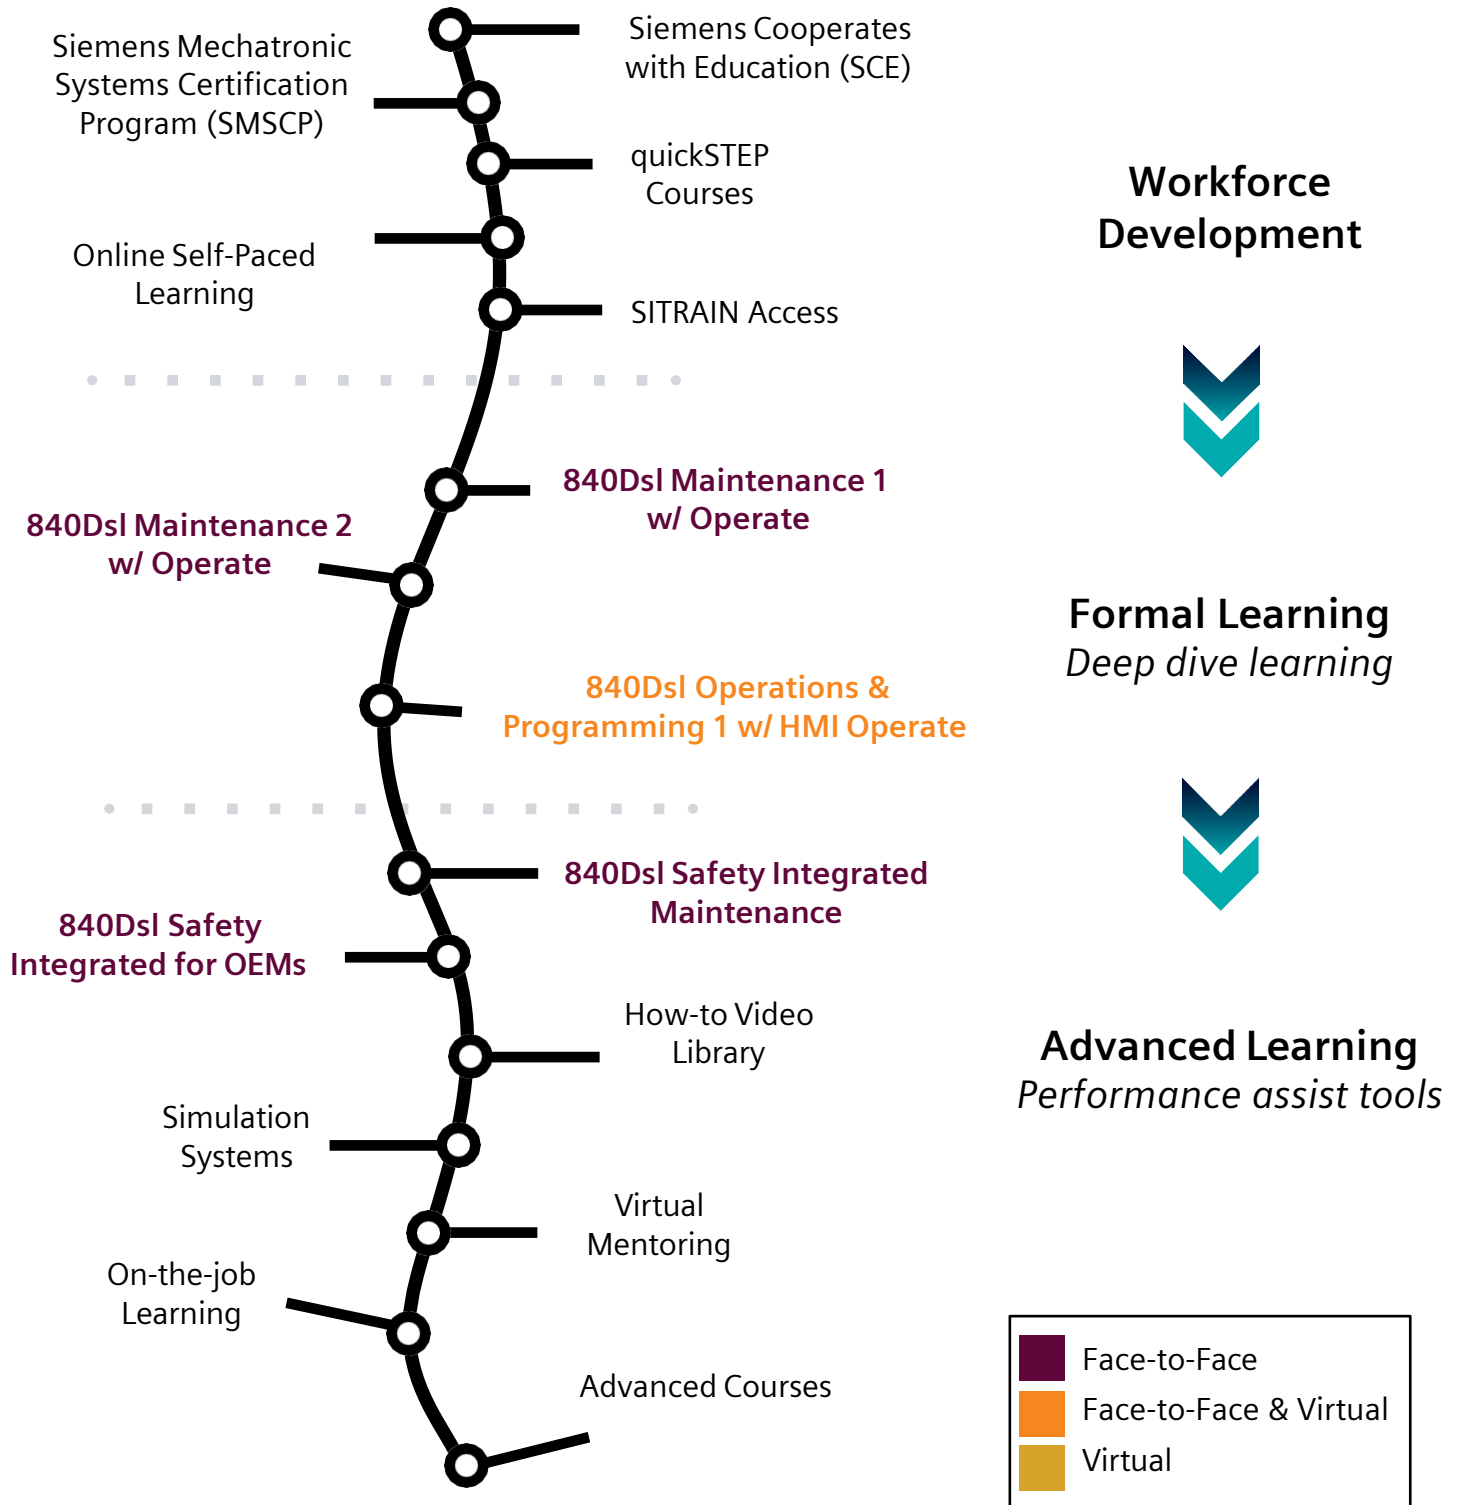 Siemens Cooperates
with Education (SCE)
Siemens Mechatronic
Systems Certification
Program (SMSCP)
quickSTEP
Courses
Online Self-Paced
Learning
SITRAIN Access
Workforce
Development
840Dsl Maintenance 1
w/ Operate
840Dsl Maintenance 2
w/ Operate
840Dsl Operations &
Programming 1 w/ HMI Operate
Formal Learning
Deep dive learning
840Dsl Safety Integrated
Maintenance
840Dsl Safety
Integrated for OEMs
How-to Video
Library
Simulation
Systems
Virtual
Mentoring
On-the-job
Learning
Advanced Courses
Advanced Learning
Performance assist tools
Face-to-Face
Face-to-Face & Virtual
Virtual